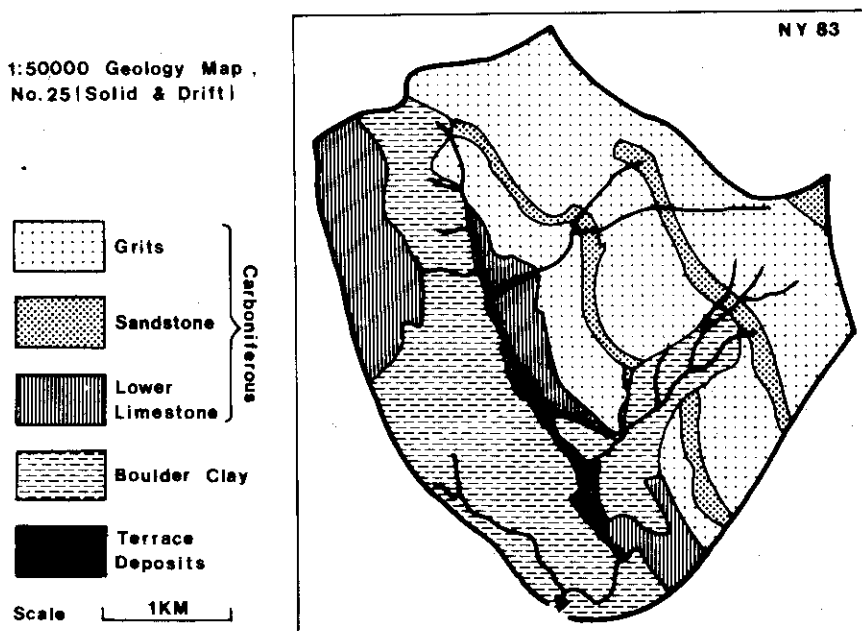 NY 83
1:50000 Geology Map .
No.25 (Solid & Drift)
Grits
Sandstone
Lower
Limestone
Carboniferous
Boulder Clay
Terrace
Deposits
Scale 1KM